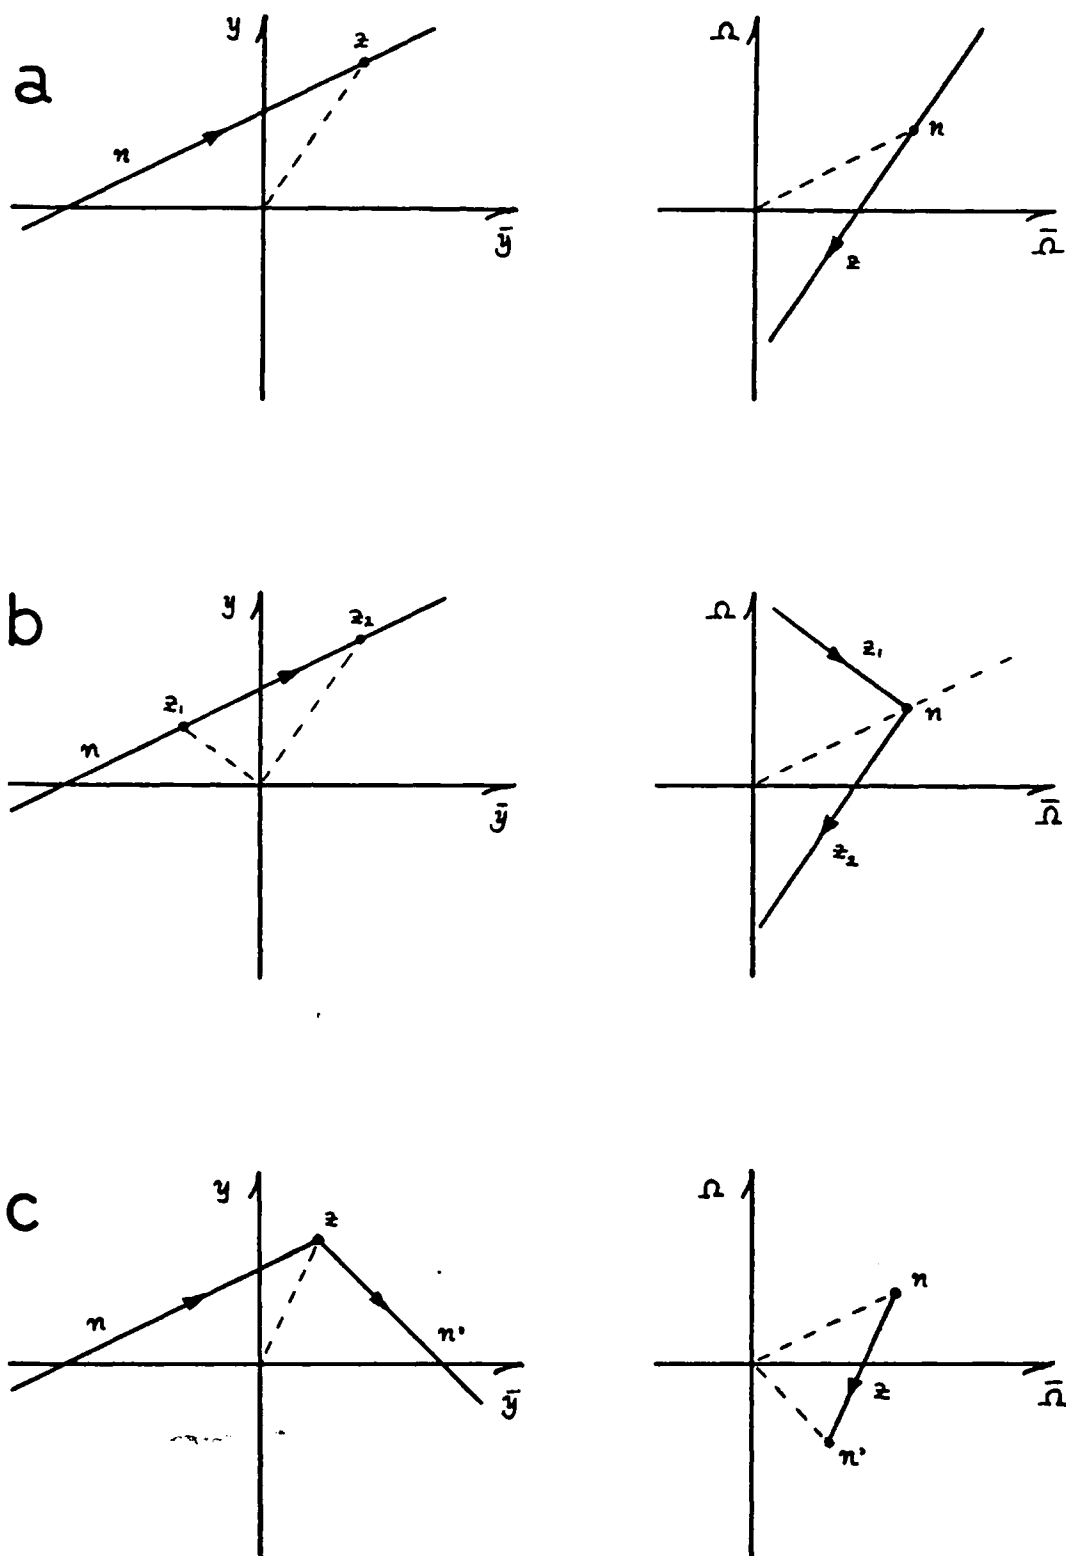 a
y z n ȳ
Ω n z Ω̄
b
y z₂ z₁ n ȳ
Ω z₁ n z₂ Ω̄
c
y z n n' ȳ
Ω n z n' Ω̄